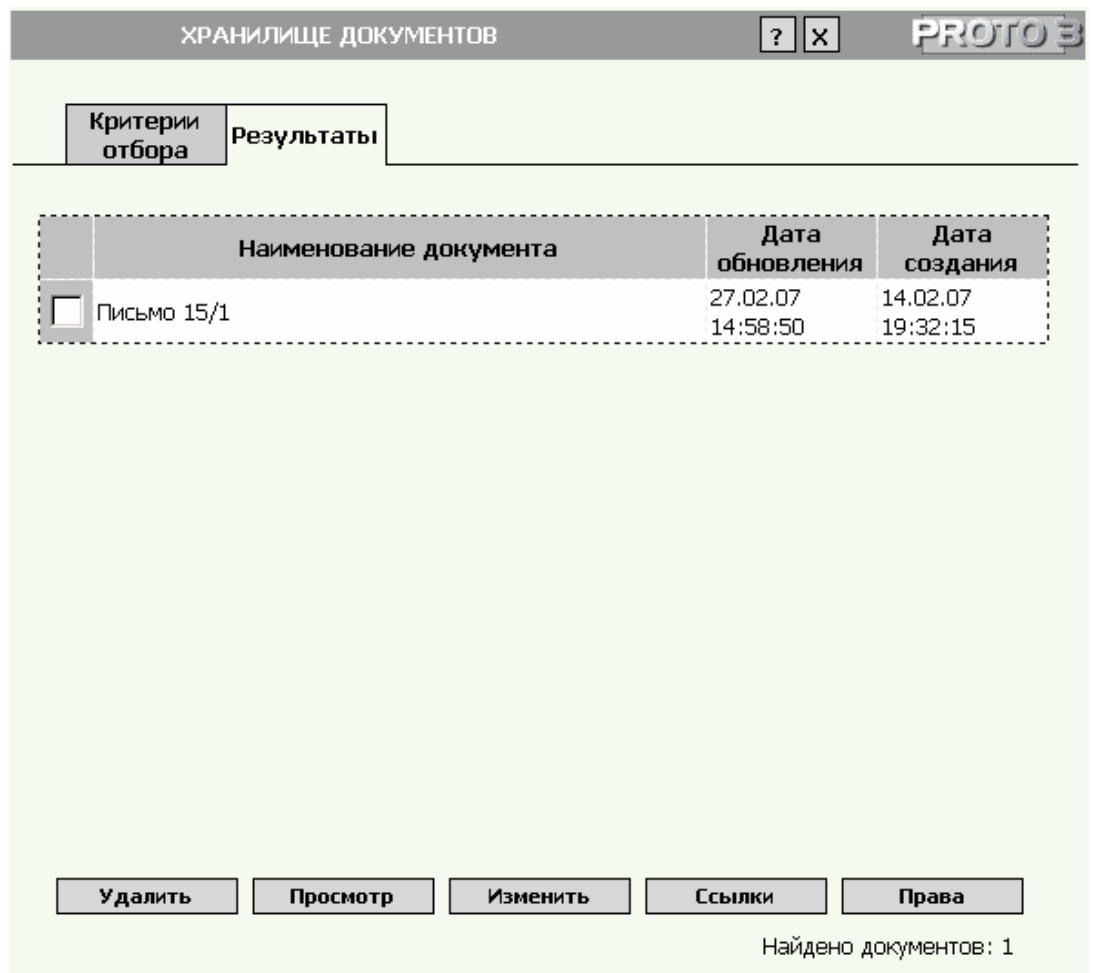 ХРАНИЛИЩЕ ДОКУМЕНТОВ ? X PROTO 3
Критерии
отбора
Результаты
Наименование документа
Дата
обновления
Дата
создания
Письмо 15/1
27.02.07
14:58:50
14.02.07
19:32:15
Удалить Просмотр Изменить Ссылки Права
Найдено документов: 1